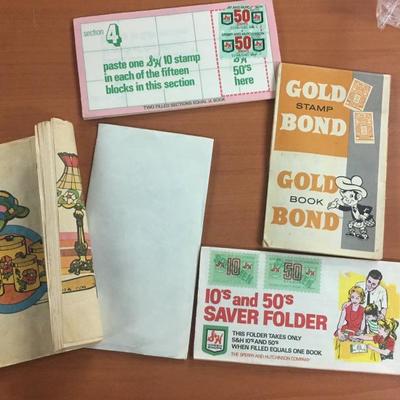 section
4
paste one S&H 10 stamp
in each of the fifteen
blocks in this section
50
50
S&H
50's
here
TWO FILLED SECTIONS EQUAL ¼ BOOK
GOLD
STAMP
BOND
GOLD
BOOK
BOND
10
50
10's and 50's
SAVER FOLDER
S&H
THIS FOLDER TAKES ONLY
S&H 10'S AND 50'S
WHEN FILLED EQUALS ONE BOOK
THE SPERRY AND HUTCHINSON COMPANY